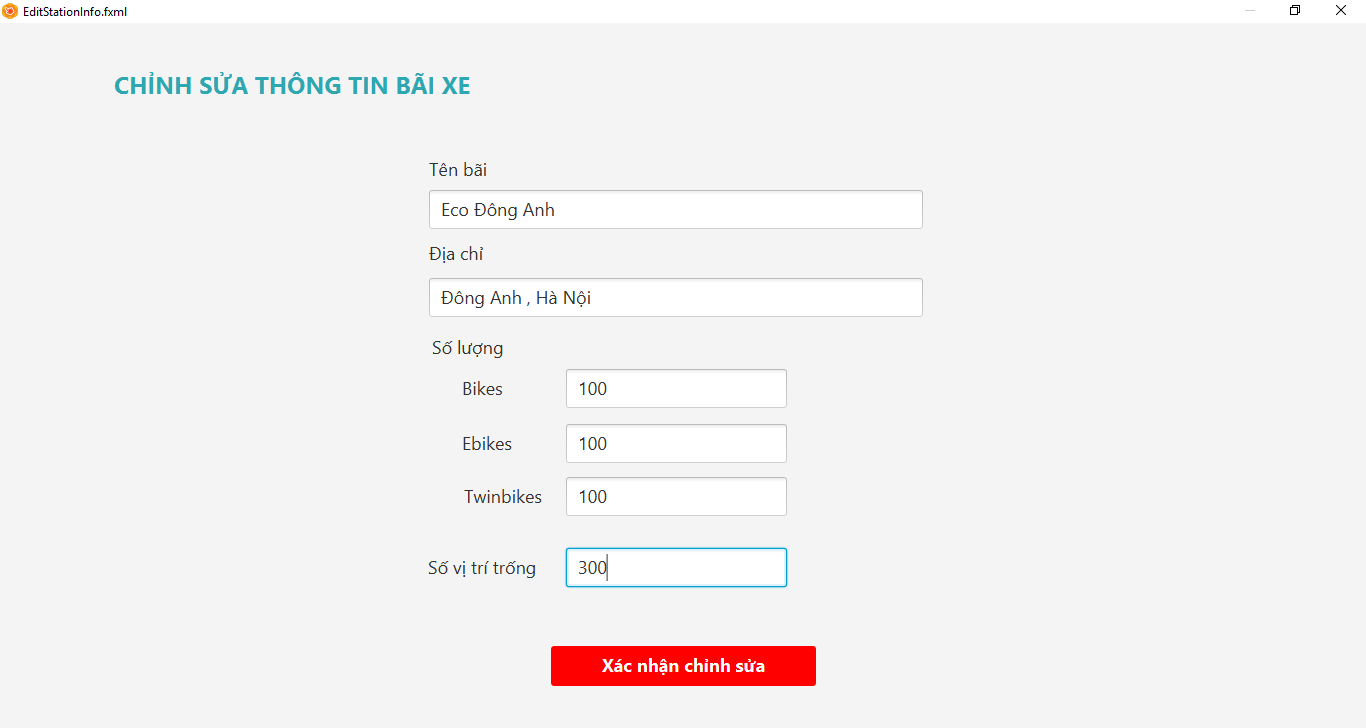 EditStationInfo.fxml
CHỈNH SỬA THÔNG TIN BÃI XE
Tên bãi
Eco Đông Anh
Địa chỉ
Đông Anh , Hà Nội
Số lượng
Bikes 100
Ebikes 100
Twinbikes 100
Số vị trí trống 300
Xác nhận chỉnh sửa